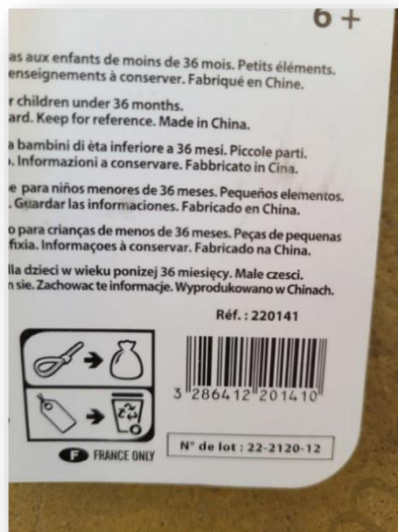 6 +
as aux enfants de moins de 36 mois. Petits éléments.
enseignements à conserver. Fabriqué en Chine.
r children under 36 months.
ard. Keep for reference. Made in China.
a bambini di èta inferiore a 36 mesi. Piccole parti.
. Informazioni a conservare. Fabbricato in Cina.
e para niños menores de 36 meses. Pequeños elementos.
. Guardar las informaciones. Fabricado en China.
o para crianças de menos de 36 meses. Peças de pequenas
fixia. Informaçoes à conservar. Fabricado na China.
lla dzieci w wieku ponizej 36 miesięcy. Male czesci.
n sie. Zachowac te informacje. Wyprodukowano w Chinach.
Réf. : 220141
3 286412 201410
N° de lot : 22-2120-12
F FRANCE ONLY